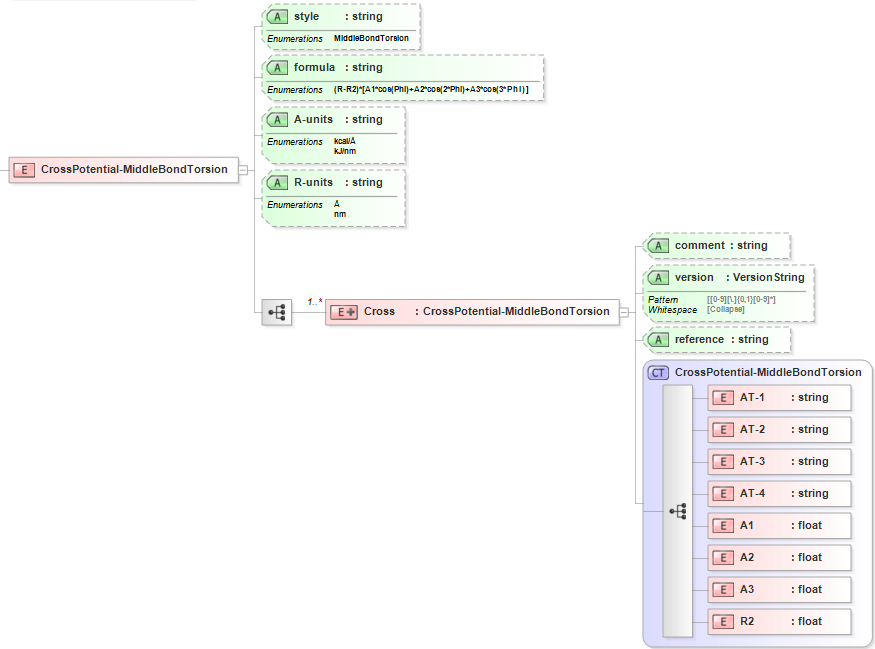 A style : string
Enumerations MiddleBondTorsion
A formula : string
Enumerations (R-R2)*[A1*cos(Phi)+A2*cos(2*Phi)+A3*cos(3*Phi)]
A A-units : string
Enumerations kcal/A
kJ/nm
E CrossPotential-MiddleBondTorsion
A R-units : string
Enumerations A
nm
A comment : string
A version : VersionString
Pattern [[0-9][\.]{0,1}[0-9]*]
Whitespace [Collapse]
1..*
E+ Cross : CrossPotential-MiddleBondTorsion
A reference : string
CT CrossPotential-MiddleBondTorsion
E AT-1 : string
E AT-2 : string
E AT-3 : string
E AT-4 : string
E A1 : float
E A2 : float
E A3 : float
E R2 : float